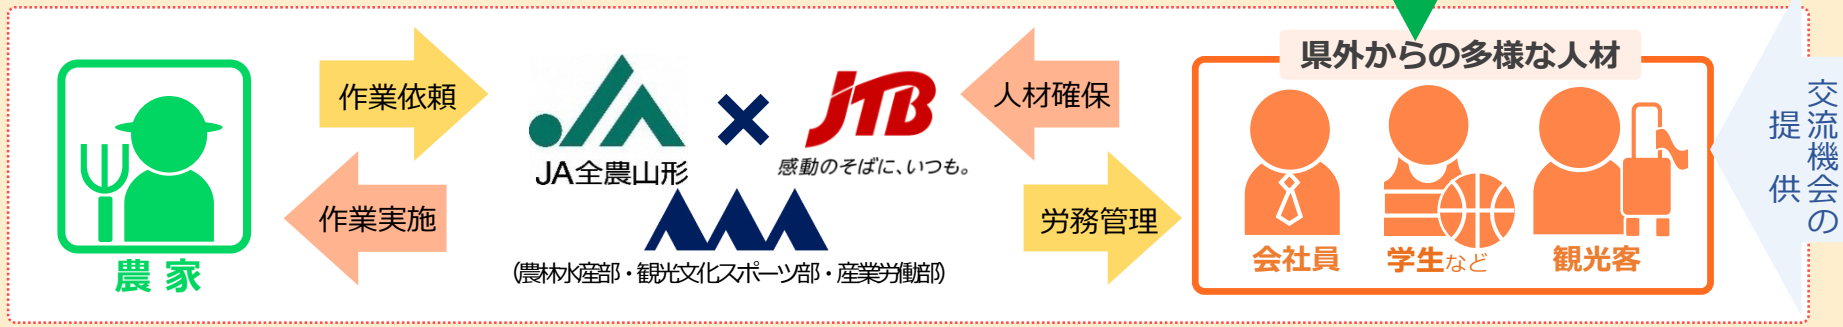 農家
作業依頼
作業実施
JA
JA全農山形
JTB
感動のそばに、いつも。
(農林水産部・観光文化スポーツ部・産業労働部)
人材確保
労務管理
県外からの多様な人材
会社員
学生など
観光客
交流機会の
提供